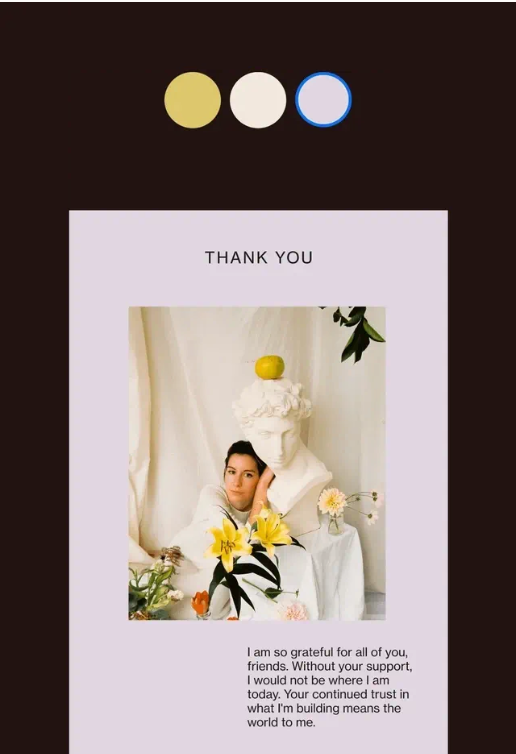 THANK YOU
I am so grateful for all of you,
friends. Without your support,
I would not be where I am
today. Your continued trust in
what I'm building means the
world to me.